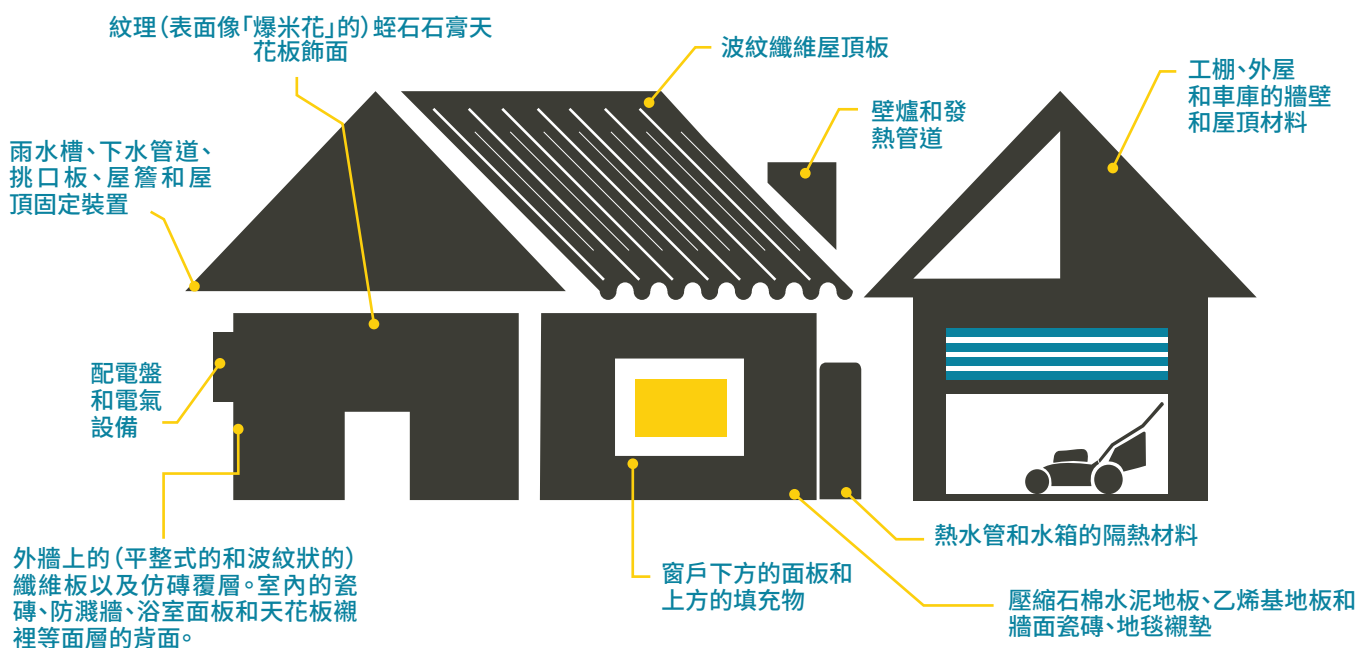 紋理（表面像「爆米花」的）蛭石石膏天
花板飾面
波紋纖維屋頂板
工棚、外屋
和車庫的牆壁
和屋頂材料
壁爐和發
熱管道
雨水槽、下水管道、
挑口板、屋簷和屋
頂固定裝置
配電盤
和電氣
設備
外牆上的（平整式的和波紋狀的）
纖維板以及仿磚覆層。室內的瓷
磚、防濺牆、浴室面板和天花板襯
裡等面層的背面。
窗戶下方的面板和
上方的填充物
熱水管和水箱的隔熱材料
壓縮石棉水泥地板、乙烯基地板和
牆面瓷磚、地毯襯墊